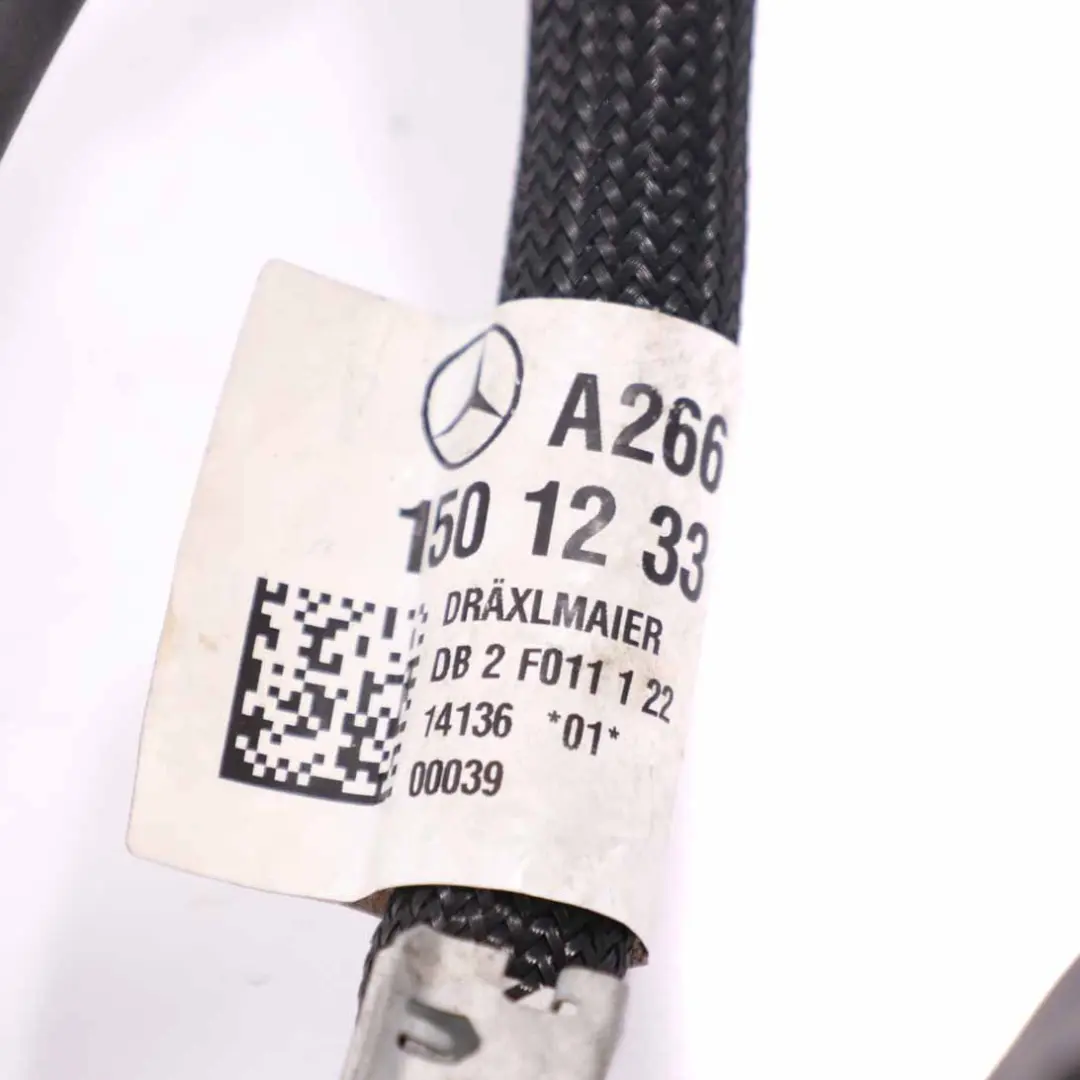 A266
150 12 33
DRÄXLMAIER
DB 2 F011 1 22
14136 *01*
00039